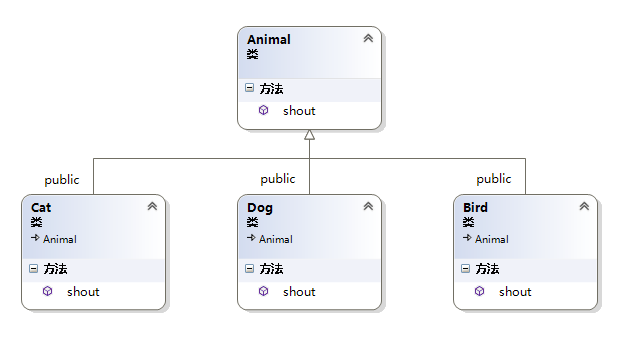 Animal
类
方法
shout
public
public
public
Cat
类
Animal
方法
shout
Dog
类
Animal
方法
shout
Bird
类
Animal
方法
shout